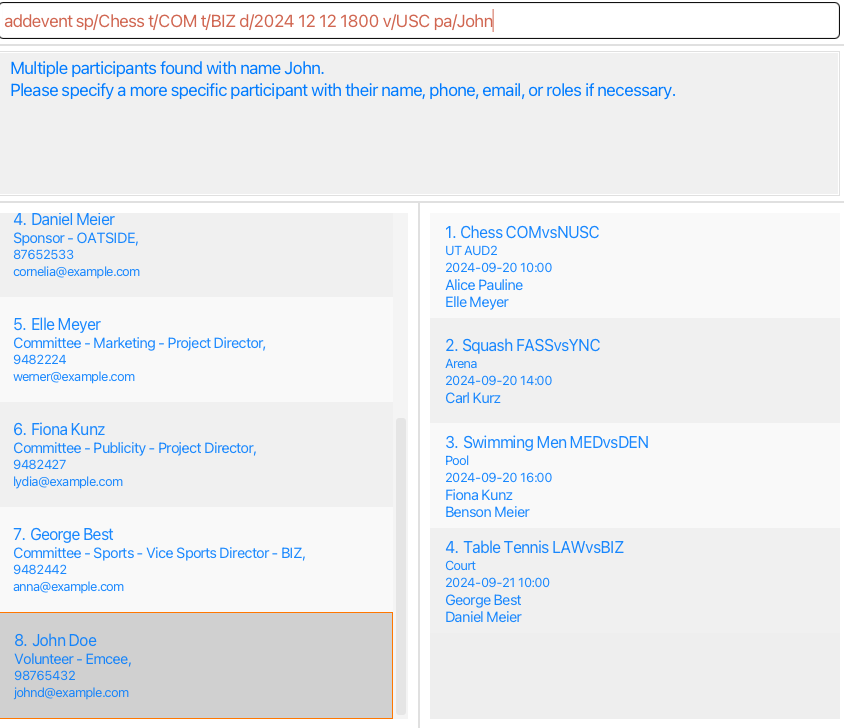 addevent sp/Chess t/COM t/BIZ d/2024 12 12 1800 v/USC pa/John
Multiple participants found with name John.
Please specify a more specific participant with their name, phone, email, or roles if necessary.
4. Daniel Meier
Sponsor - OATSIDE,
87652533
cornelia@example.com
5. Elle Meyer
Committee - Marketing - Project Director,
9482224
werner@example.com
6. Fiona Kunz
Committee - Publicity - Project Director,
9482427
lydia@example.com
7. George Best
Committee - Sports - Vice Sports Director - BIZ,
9482442
anna@example.com
8. John Doe
Volunteer - Emcee,
98765432
johnd@example.com
1. Chess COMvsNUSC
UT AUD2
2024-09-20 10:00
Alice Pauline
Elle Meyer
2. Squash FASSvsYNC
Arena
2024-09-20 14:00
Carl Kurz
3. Swimming Men MEDvsDEN
Pool
2024-09-20 16:00
Fiona Kunz
Benson Meier
4. Table Tennis LAWvsBIZ
Court
2024-09-21 10:00
George Best
Daniel Meier